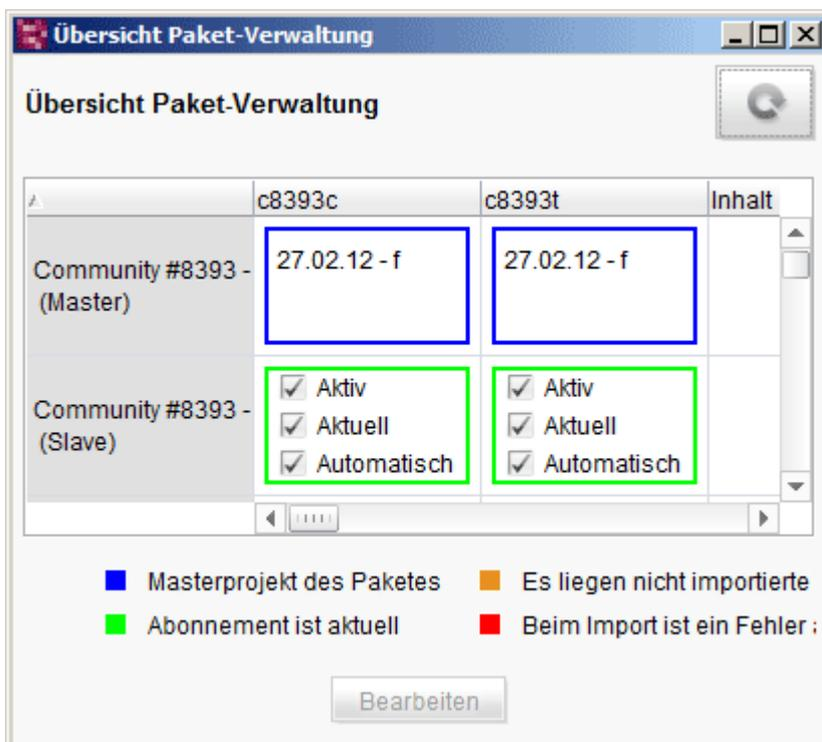 Übersicht Paket-Verwaltung
Übersicht Paket-Verwaltung
c8393c c8393t Inhalt
Community #8393 - (Master) 27.02.12 - f 27.02.12 - f
Community #8393 - (Slave)
Aktiv Aktiv
Aktuell Aktuell
Automatisch Automatisch
Masterprojekt des Paketes Es liegen nicht importierte
Abonnement ist aktuell Beim Import ist ein Fehler
Bearbeiten